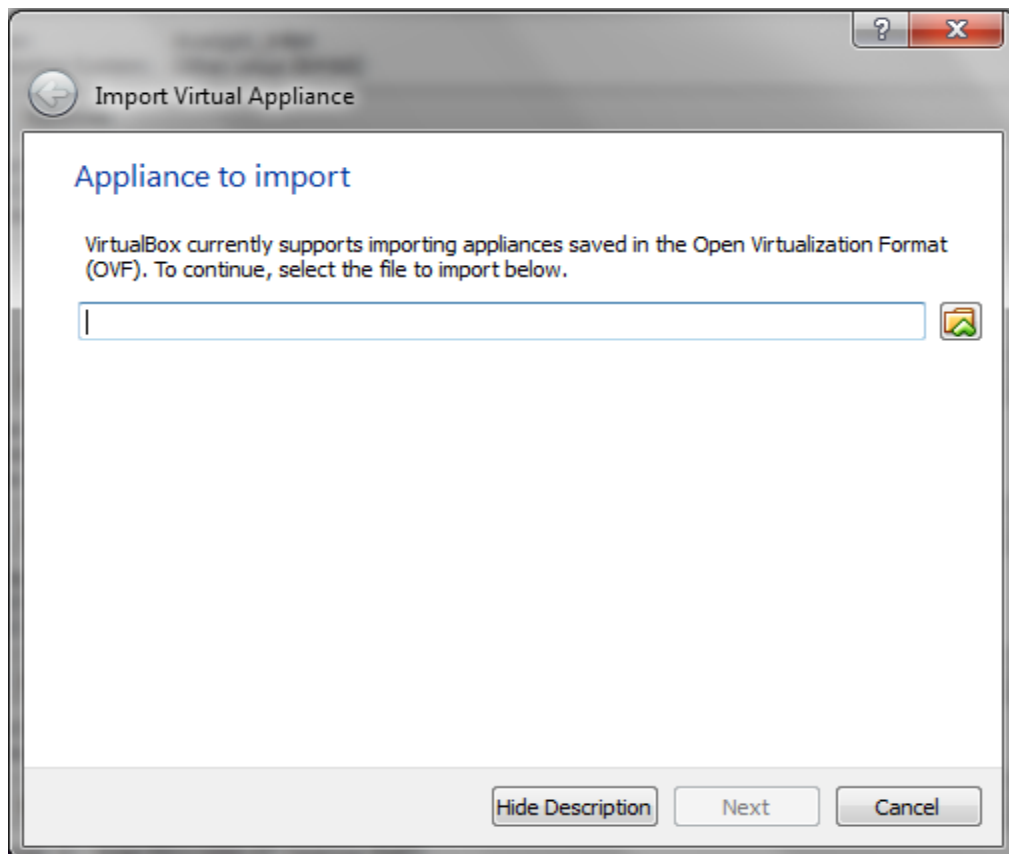 Import Virtual Appliance
Appliance to import
VirtualBox currently supports importing appliances saved in the Open Virtualization Format
(OVF). To continue, select the file to import below.
Hide Description Next Cancel